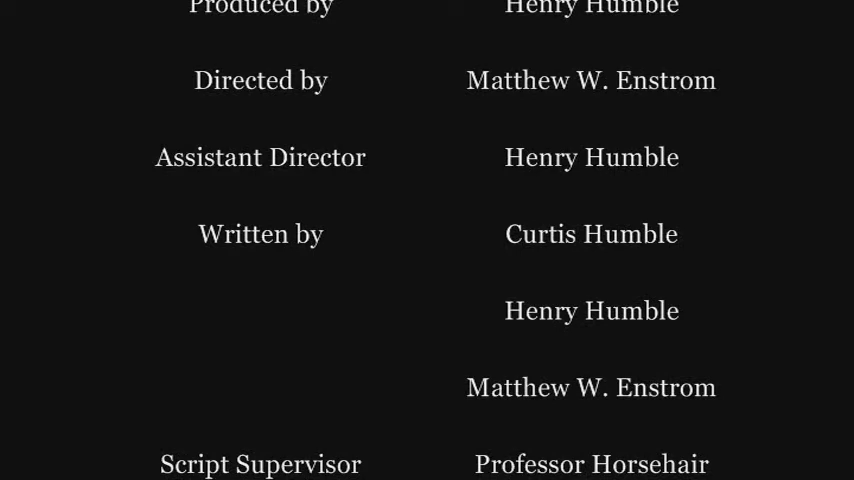 Produced by Henry Humble
Directed by Matthew W. Enstrom
Assistant Director Henry Humble
Written by Curtis Humble
Henry Humble
Matthew W. Enstrom
Script Supervisor Professor Horsehair